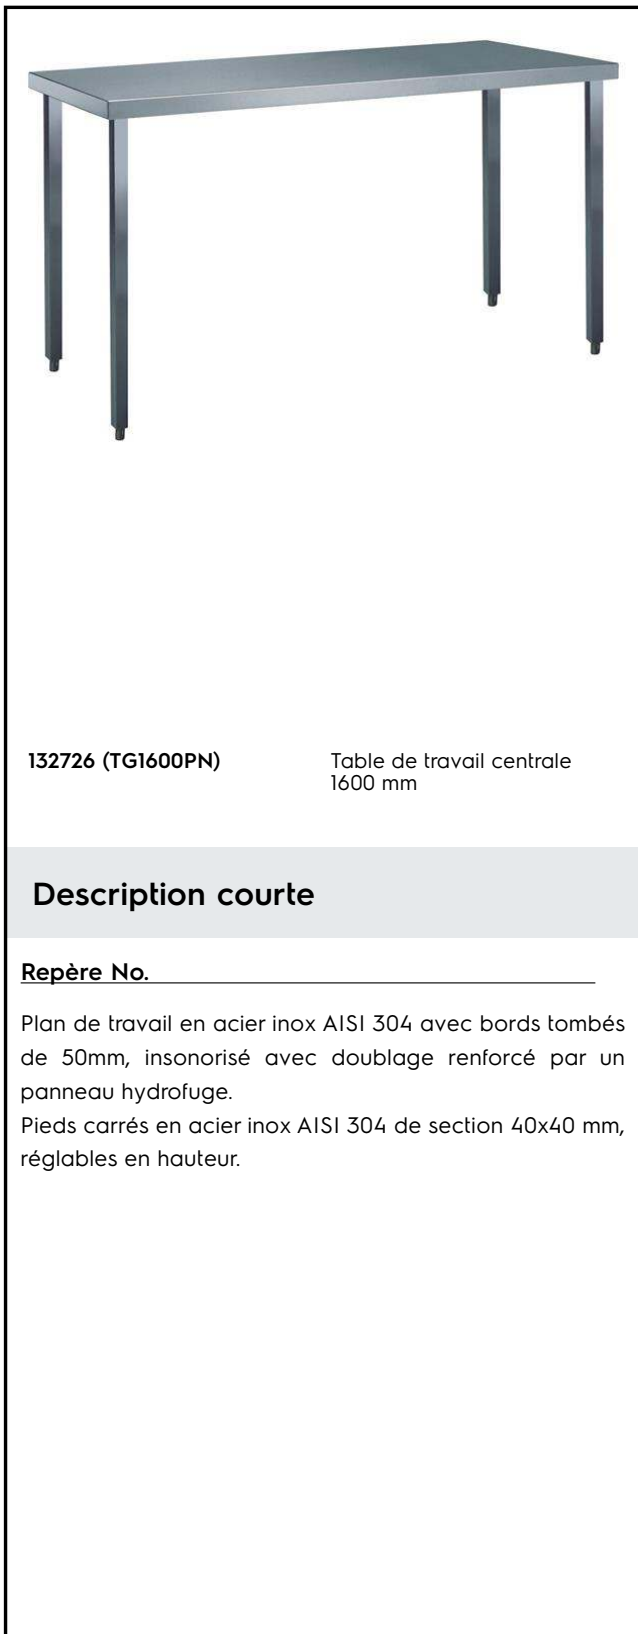 132726 (TG1600PN)
Table de travail centrale
1600 mm
Description courte
Repère No.
Plan de travail en acier inox AISI 304 avec bords tombés
de 50mm, insonorisé avec doublage renforcé par un
panneau hydrofuge.
Pieds carrés en acier inox AISI 304 de section 40x40 mm,
réglables en hauteur.